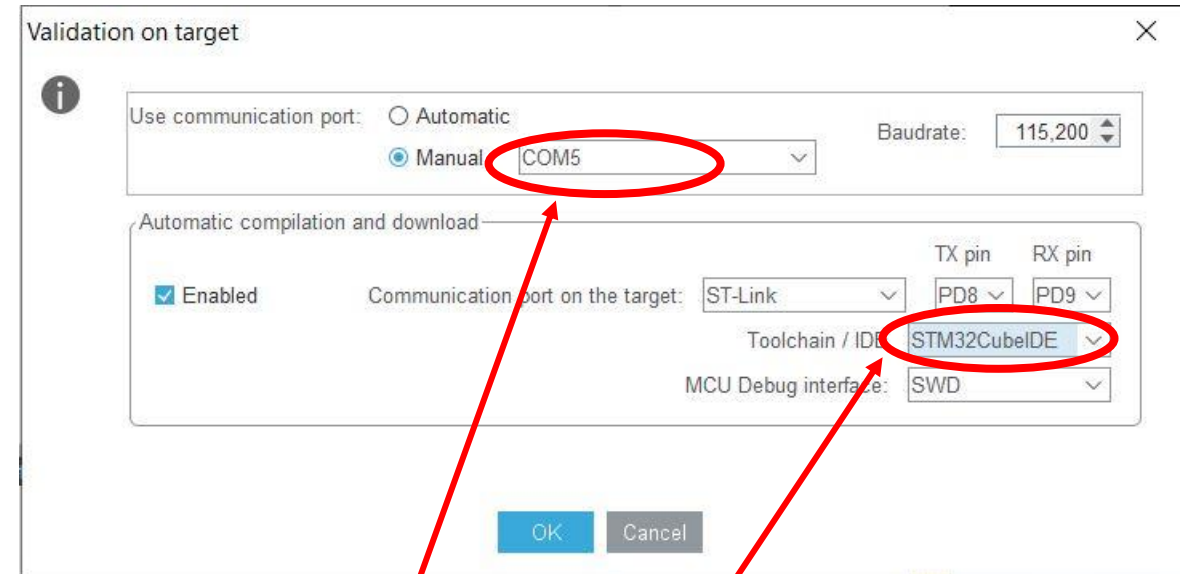 Validation on target
Use communication port: Automatic
Manual COM5
Baudrate: 115,200
Automatic compilation and download
TX pin RX pin
Enabled Communication port on the target: ST-Link PD8 PD9
Toolchain / IDE STM32CubeIDE
MCU Debug interface: SWD
OK Cancel